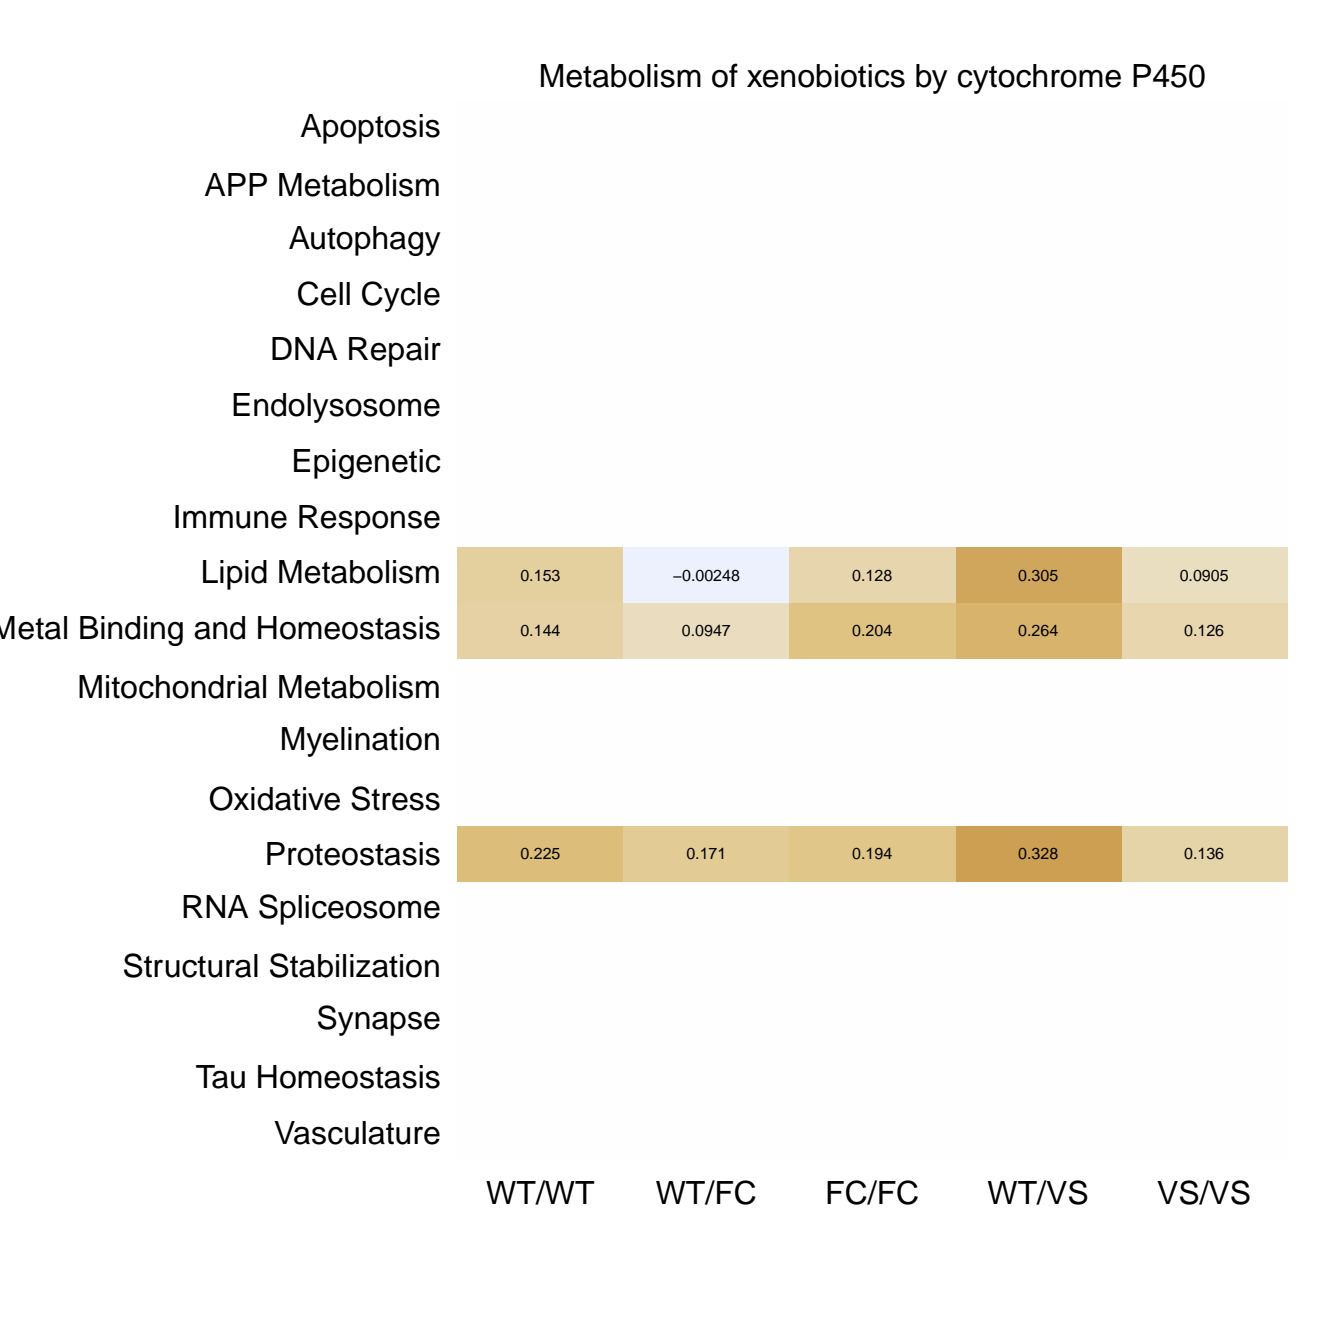 Metabolism of xenobiotics by cytochrome P450
Apoptosis
APP Metabolism
Autophagy
Cell Cycle
DNA Repair
Endolysosome
Epigenetic
Immune Response
Lipid Metabolism 0.153 −0.00248 0.128 0.305 0.0905
Metal Binding and Homeostasis 0.144 0.0947 0.204 0.264 0.126
Mitochondrial Metabolism
Myelination
Oxidative Stress
Proteostasis 0.225 0.171 0.194 0.328 0.136
RNA Spliceosome
Structural Stabilization
Synapse
Tau Homeostasis
Vasculature
WT/WT WT/FC FC/FC WT/VS VS/VS